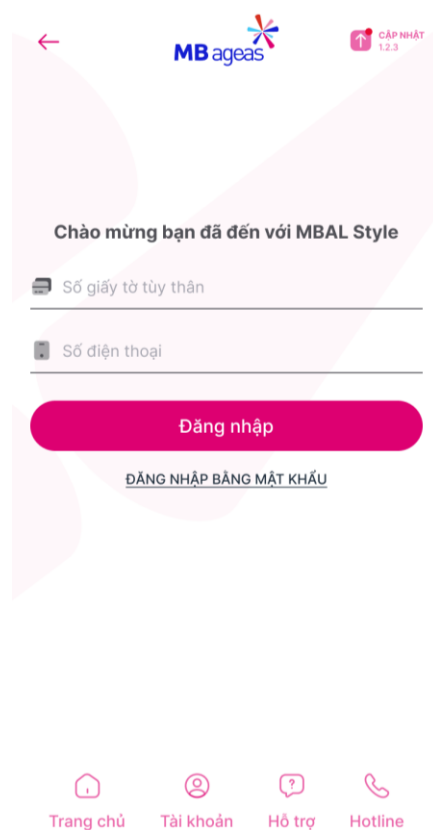 MB ageas
CẬP NHẬT
1.2.3
Chào mừng bạn đã đến với MBAL Style
Số giấy tờ tùy thân
Số điện thoại
Đăng nhập
ĐĂNG NHẬP BẰNG MẬT KHẨU
Trang chủ
Tài khoản
Hỗ trợ
Hotline